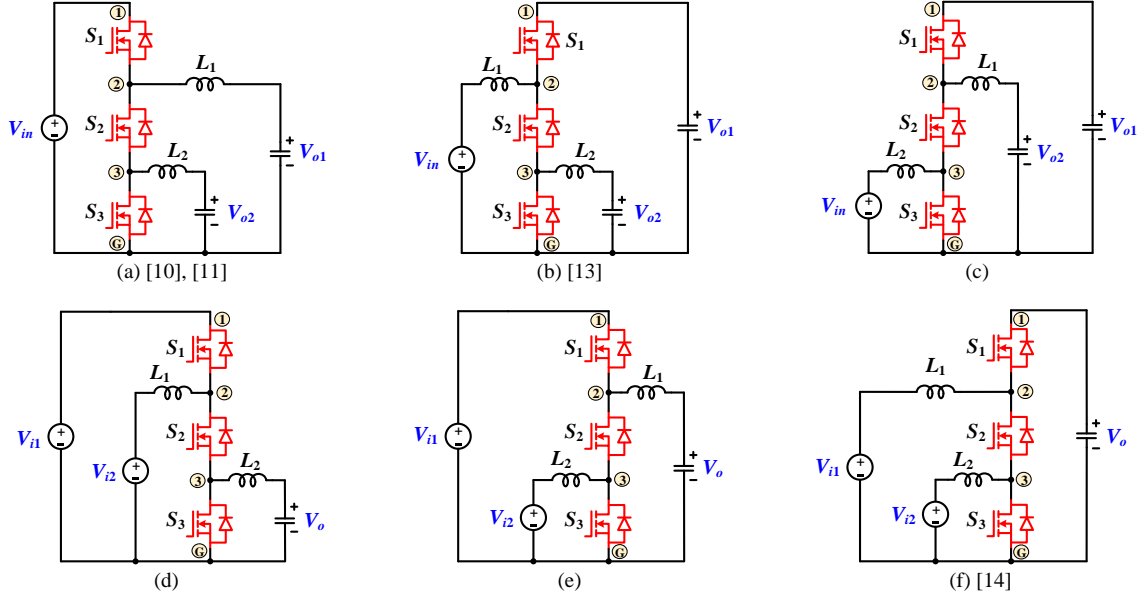 1
S1
L1
2
S2
Vin
L2
Vo1
3
S3
Vo2
G
(a) [10], [11]
1
S1
L1
2
S2
Vo1
L2
Vin
3
S3
Vo2
G
(b) [13]
1
S1
L1
2
S2
Vo1
L2
Vo2
3
Vin
S3
G
(c)
1
S1
L1
2
Vi1
S2
Vi2
L2
3
S3
Vo
G
(d)
1
S1
L1
2
Vi1
S2
L2
Vo
3
Vi2
S3
G
(e)
1
S1
L1
2
Vo
S2
Vi1
L2
3
Vi2
S3
G
(f) [14]